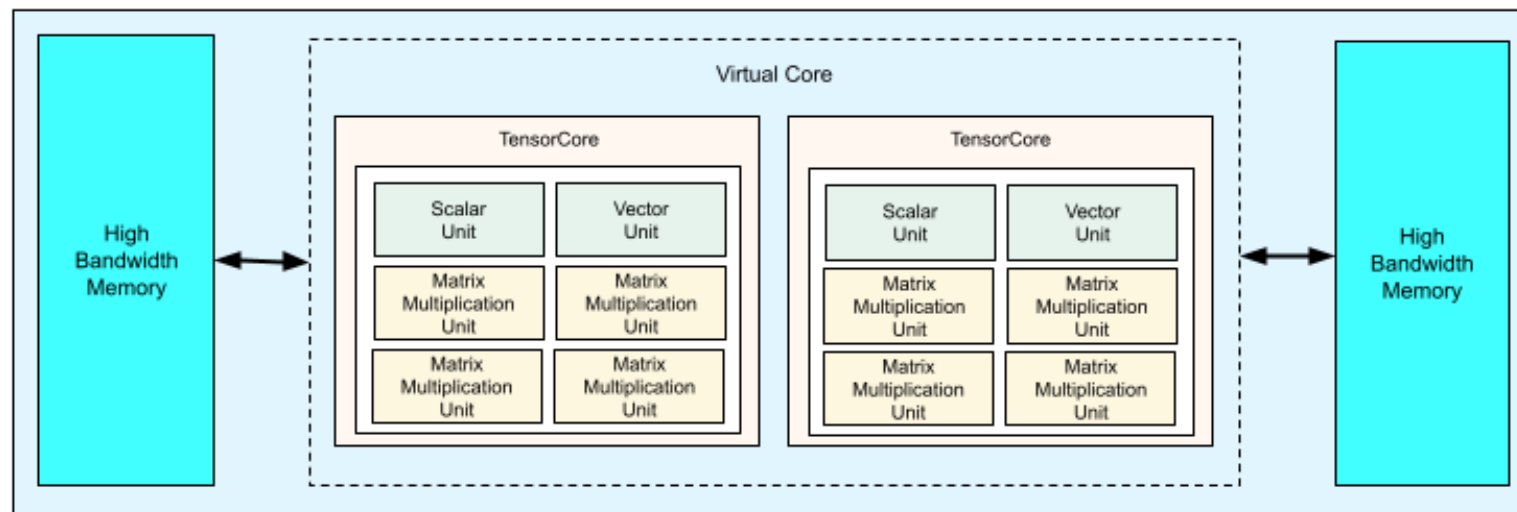 High
Bandwidth
Memory
Virtual Core
TensorCore
Scalar
Unit
Vector
Unit
Matrix
Multiplication
Unit
Matrix
Multiplication
Unit
Matrix
Multiplication
Unit
Matrix
Multiplication
Unit
TensorCore
Scalar
Unit
Vector
Unit
Matrix
Multiplication
Unit
Matrix
Multiplication
Unit
Matrix
Multiplication
Unit
Matrix
Multiplication
Unit
High
Bandwidth
Memory